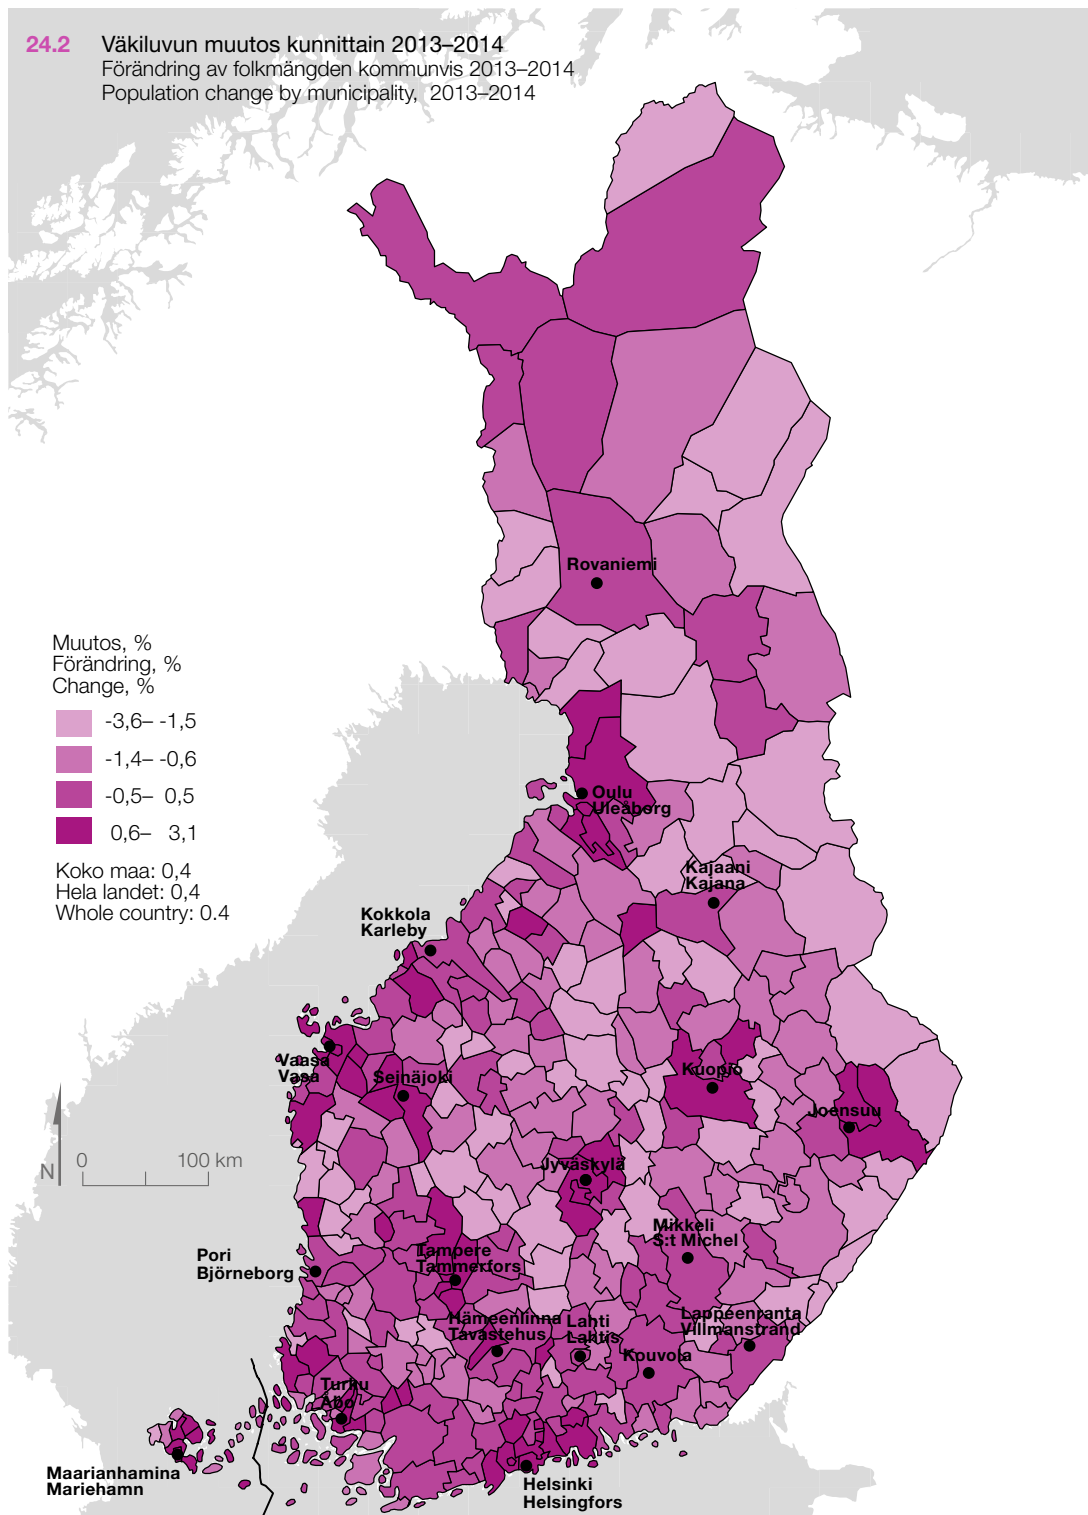 24.2 Väkiluvun muutos kunnittain 2013–2014
Förändring av folkmängden kommunvis 2013–2014
Population change by municipality, 2013–2014
Rovaniemi
Muutos, %
Förändring, %
Change, %
-3,6– -1,5
-1,4– -0,6
-0,5– 0,5
0,6– 3,1
Koko maa: 0,4
Hela landet: 0,4
Whole country: 0.4
Oulu
Uleåborg
Kajaani
Kajana
Kokkola
Karleby
Vaasa
Vasa
Seinäjoki
Kuopio
Joensuu
N
0 100 km
Jyväskylä
Mikkeli
S:t Michel
Pori
Björneborg
Tampere
Tammerfors
Hämeenlinna
Tavastehus
Lahti
Lahtis
Lappeenranta
Villmanstrand
Kouvola
Turku
Åbo
Maarianhamina
Mariehamn
Helsinki
Helsingfors